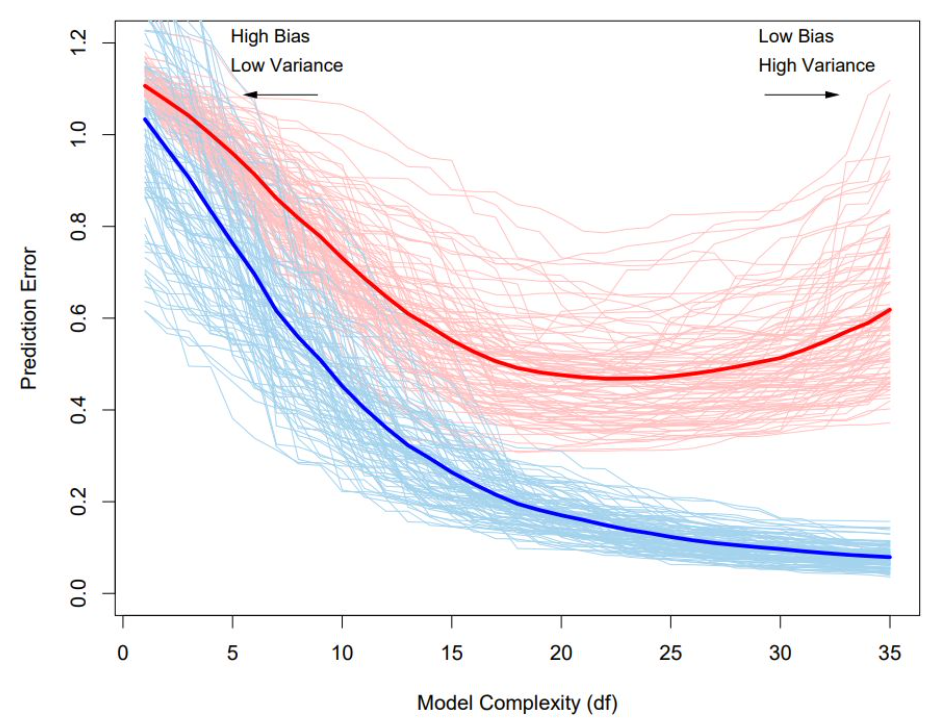 High Bias
Low Variance
Low Bias
High Variance
1.2
1.0
0.8
0.6
0.4
0.2
0.0
Prediction Error
0 5 10 15 20 25 30 35
Model Complexity (df)